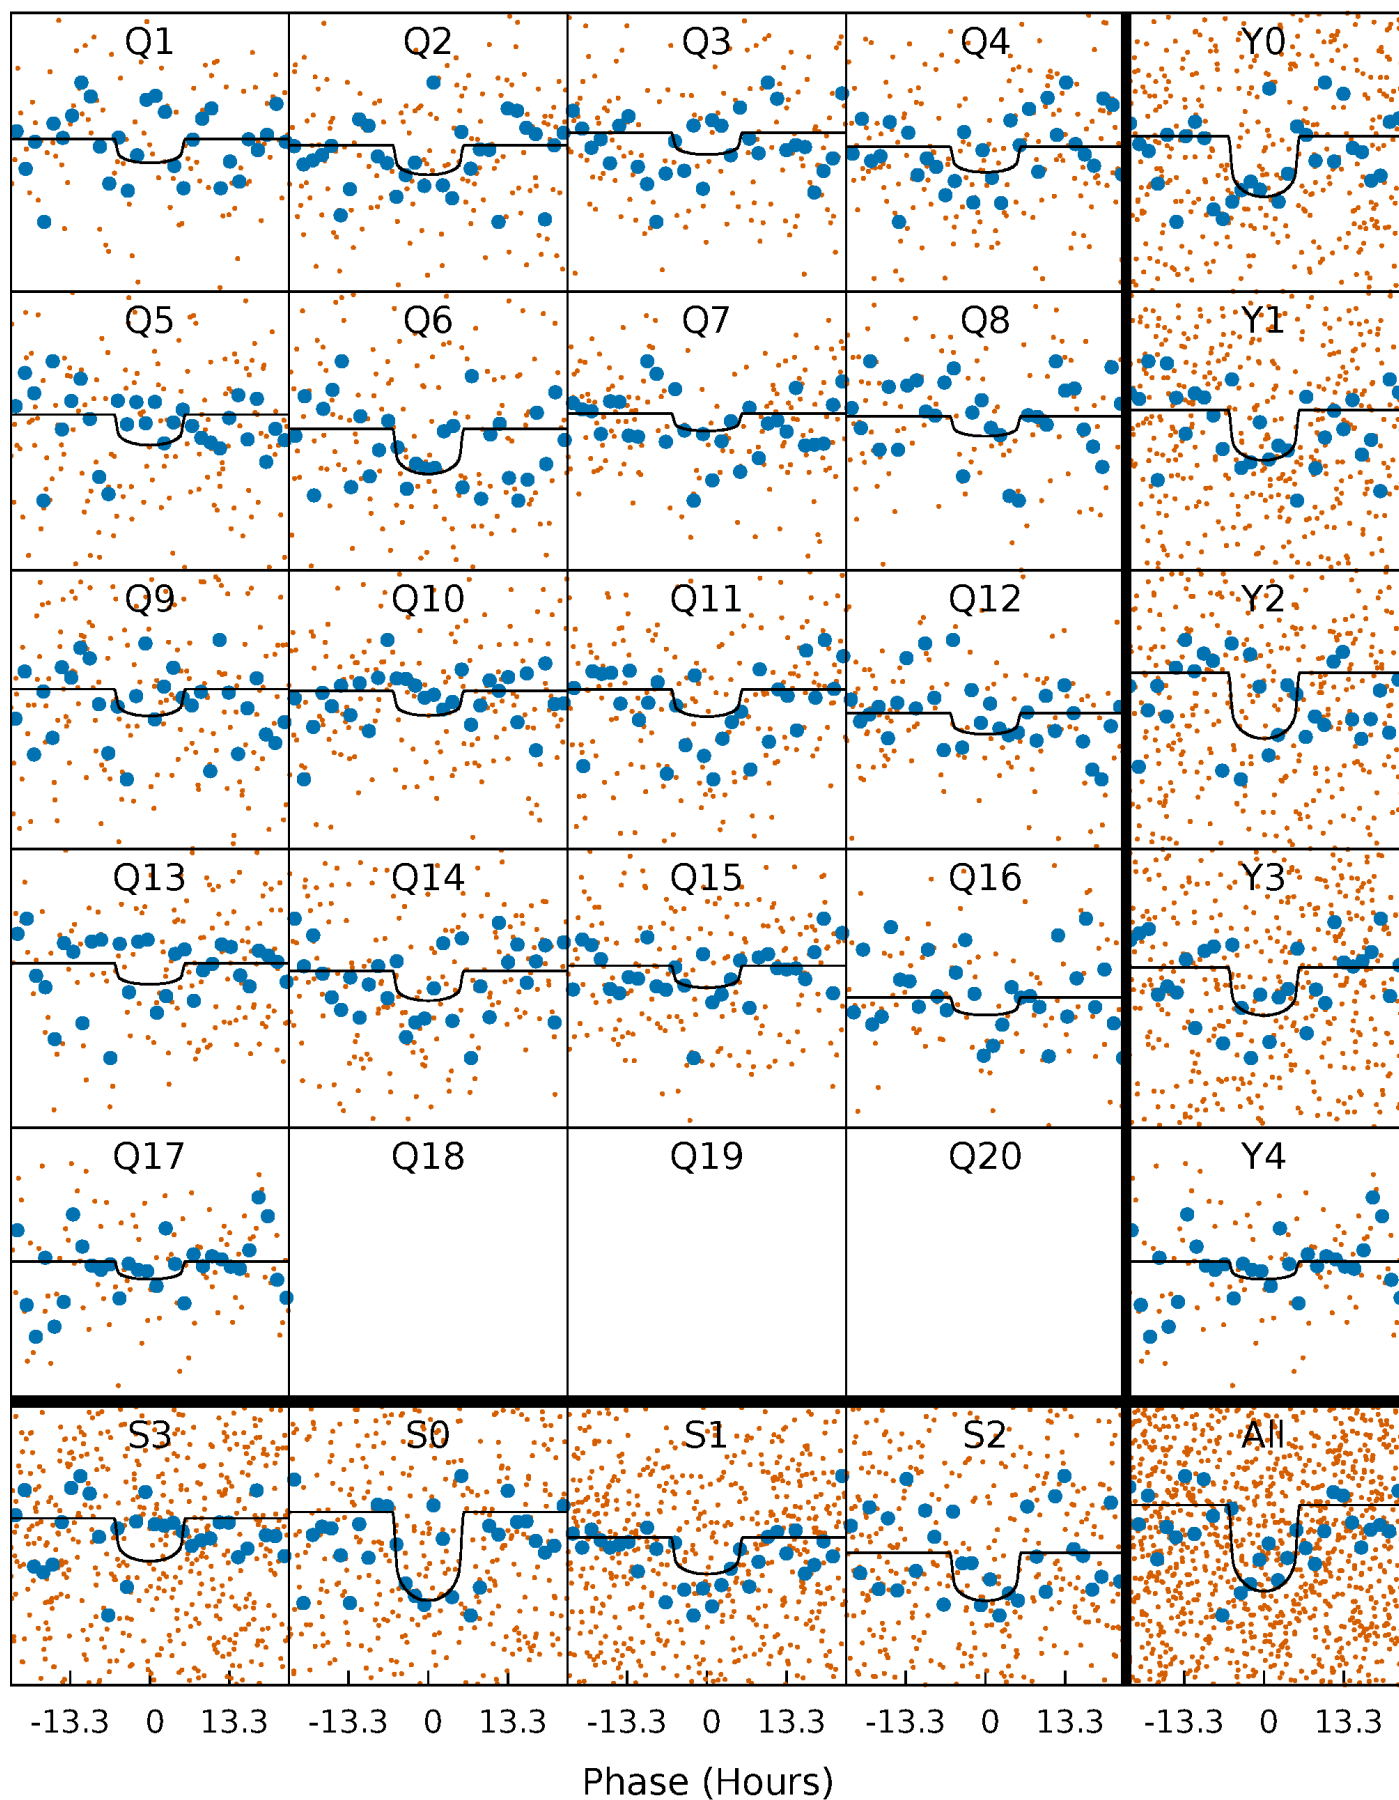 Q1 Q2 Q3 Q4 Y0
Q5 Q6 Q7 Q8 Y1
Q9 Q10 Q11 Q12 Y2
Q13 Q14 Q15 Q16 Y3
Q17 Q18 Q19 Q20 Y4
S3 S0 S1 S2 All
-13.3 0 13.3 -13.3 0 13.3 -13.3 0 13.3 -13.3 0 13.3 -13.3 0 13.3
Phase (Hours)